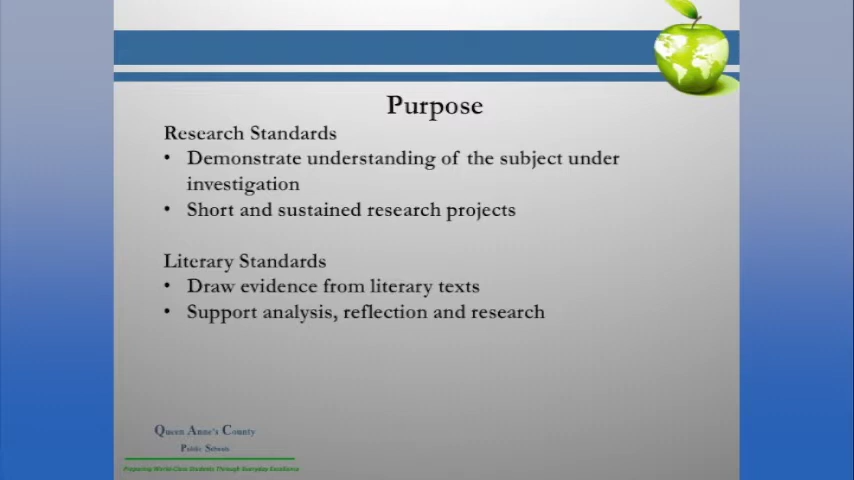 Purpose
Research Standards
• Demonstrate understanding of the subject under
investigation
• Short and sustained research projects
Literary Standards
• Draw evidence from literary texts
• Support analysis, reflection and research
Queen Anne's County
Public Schools
Preparing World-Class Students Through Everyday Excellence